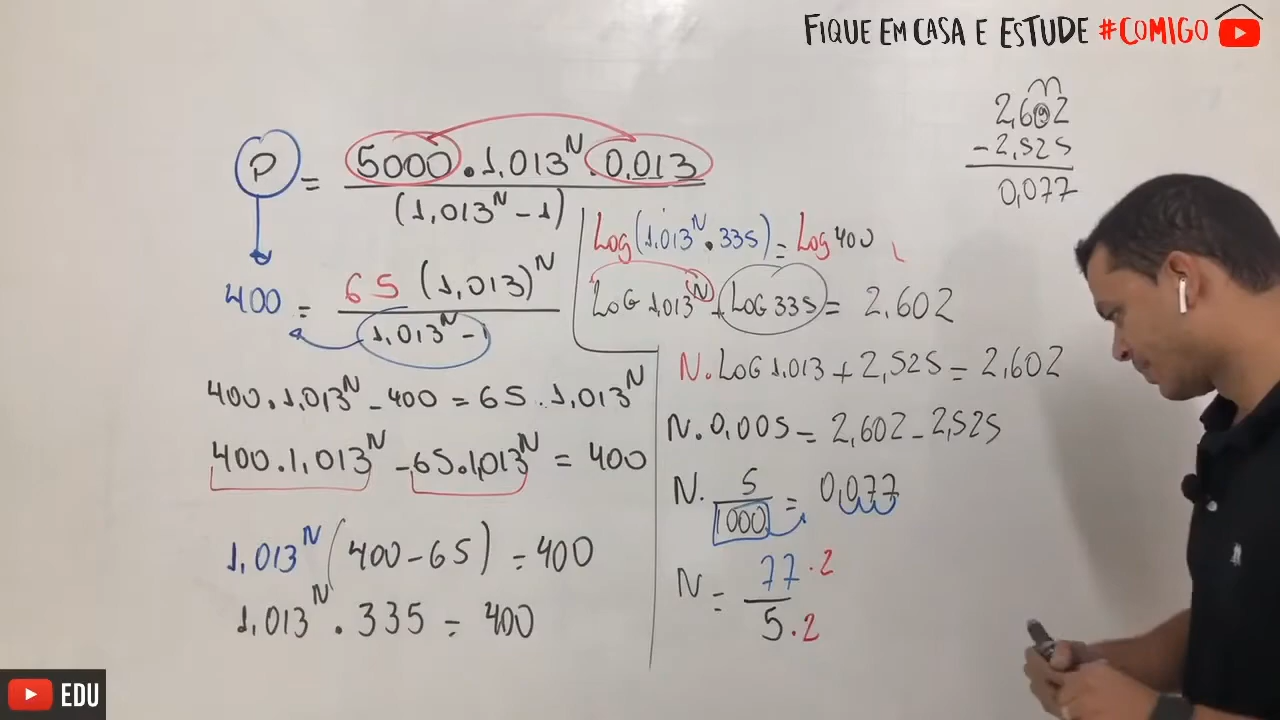 FIQUE EM CASA E ESTUDE #COMIGO
2,602
- 2,525
0,077
P = 5000 . 1,013^N . 0,013
(1,013^N - 1)
400 = 65 (1,013)^N
1,013^N - 1
400 . 1,013^N - 400 = 65 . 1,013^N
400 . 1,013^N - 65 . 1,013^N = 400
1,013^N (400 - 65) = 400
1,013^N . 335 = 400
Log (1,013^N . 335) = Log 400
LOG 1,013^N + LOG 335 = 2,602
N. LOG 1,013 + 2,525 = 2,602
N. 0,005 = 2,602 - 2,525
N. 5/1000 = 0,077
N = 77 . 2
5 . 2
EDU